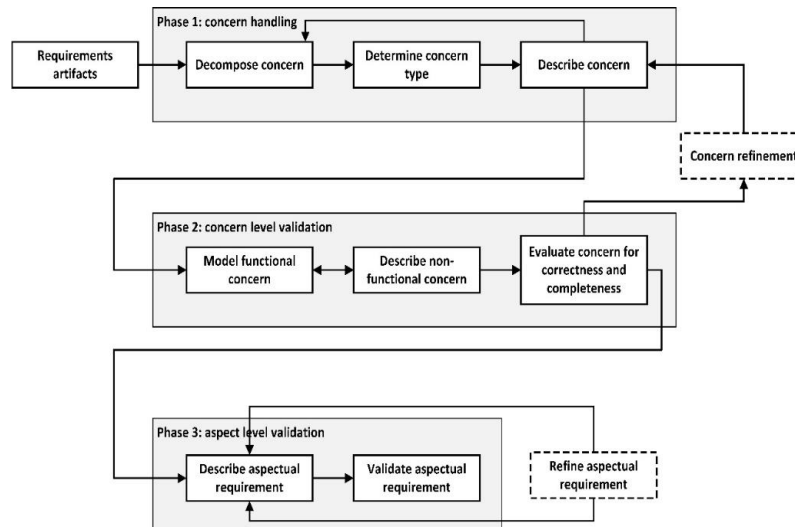 Phase 1: concern handling
Requirements
artifacts
Decompose concern
Determine concern
type
Describe concern
Concern refinement
Phase 2: concern level validation
Model functional
concern
Describe non-
functional concern
Evaluate concern for
correctness and
completeness
Phase 3: aspect level validation
Describe aspectual
requirement
Validate aspectual
requirement
Refine aspectual
requirement